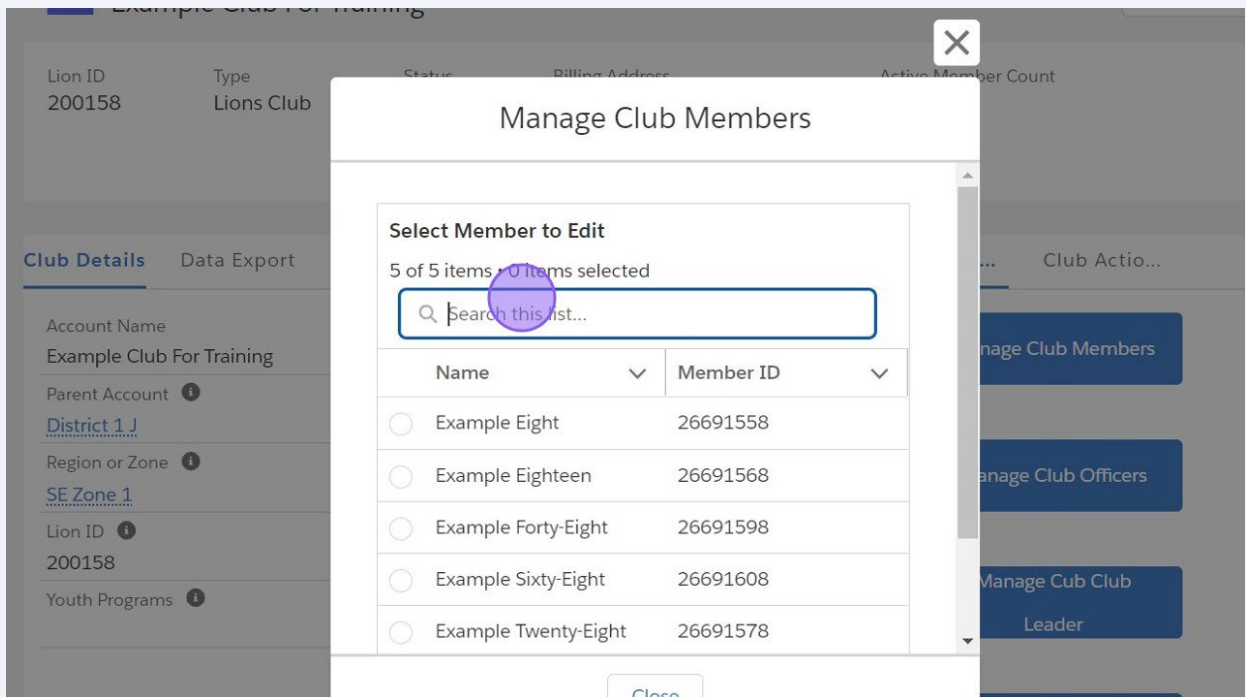 Example Club For Training
Lion ID
200158
Type
Lions Club
Status
Billing Address
Active Member Count
Manage Club Members
Select Member to Edit
5 of 5 items • 0 items selected
Search this list...
Name Member ID
Example Eight 26691558
Example Eighteen 26691568
Example Forty-Eight 26691598
Example Sixty-Eight 26691608
Example Twenty-Eight 26691578
Close
Club Details Data Export
Account Name
Example Club For Training
Parent Account
District 1 J
Region or Zone
SE Zone 1
Lion ID
200158
Youth Programs
... Club Actio...
nage Club Members
anage Club Officers
Manage Cub Club
Leader